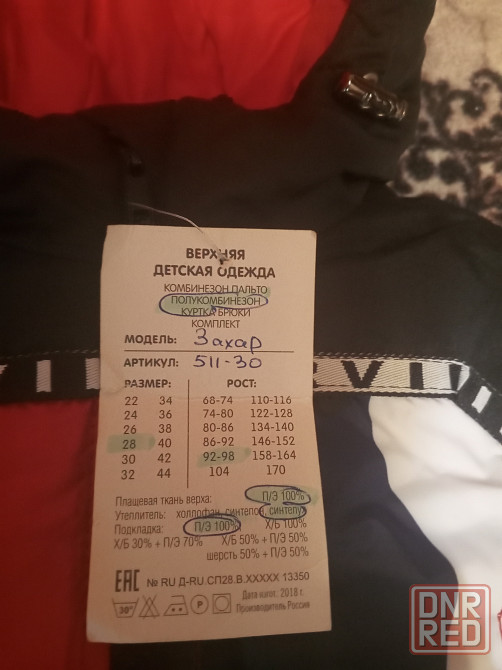 ВЕРХНЯЯ
ДЕТСКАЯ ОДЕЖДА
КОМБИНЕЗОН ПАЛЬТО
ПОЛУКОМБИНЕЗОН
КУРТКА БРЮКИ
КОМПЛЕКТ
МОДЕЛЬ: Захар
АРТИКУЛ: 511-30
РАЗМЕР: РОСТ:
22 34 68-74 110-116
24 36 74-80 122-128
26 38 80-86 134-140
28 40 86-92 146-152
30 42 92-98 158-164
32 44 104 170
Плащевая ткань верха: П/Э 100%
Утеплитель: холлофан, синтепон, синтепух
Подкладка: П/Э 100% Х/Б 100%
Х/Б 30% + П/Э 70% Х/Б 50% + П/Э 50%
шерсть 50% + П/Э 50%
ЕАС № RU Д-RU.СП28.В.XXXXX 13350
30° P
Дата изгот. 2018 г.
Производитель Россия
DNR
RED